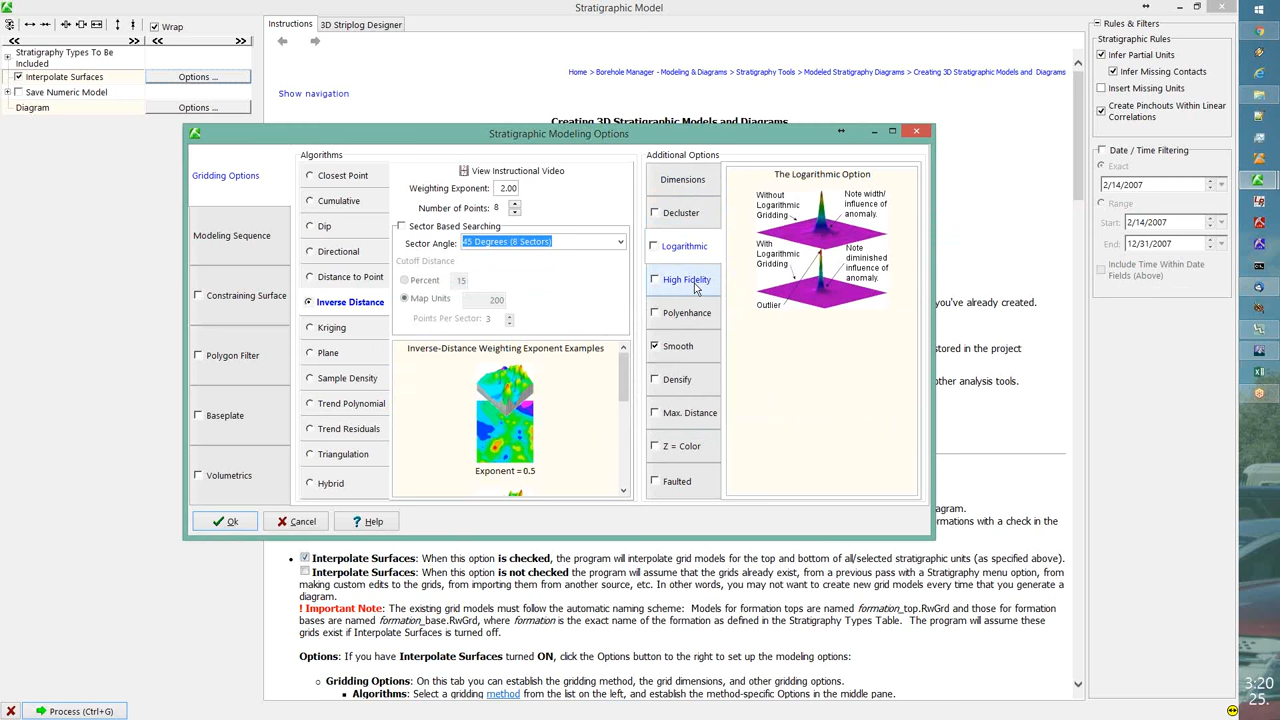 Stratigraphic Model
Wrap
Instructions
3D Striplog Designer
Rules & Filters
<<
>>
<<
>>
Stratigraphy Types To Be
Included
Interpolate Surfaces
Options ...
Save Numeric Model
Diagram
Options ...
Home > Borehole Manager - Modeling & Diagrams > Stratigraphy Tools > Modeled Stratigraphy Diagrams > Creating 3D Stratigraphic Models and Diagrams
Show navigation
Creating 3D Stratigraphic Models and Diagrams
Stratigraphic Rules
Infer Partial Units
Infer Missing Contacts
Insert Missing Units
Create Pinchouts Within Linear
Correlations
Date / Time Filtering
Exact
2/14/2007
Range
Start: 2/14/2007
End: 12/31/2007
Include Time Within Date
Fields (Above)
Stratigraphic Modeling Options
Gridding Options
Modeling Sequence
Constraining Surface
Polygon Filter
Baseplate
Volumetrics
Algorithms
Closest Point
Cumulative
Dip
Directional
Distance to Point
Inverse Distance
Kriging
Plane
Sample Density
Trend Polynomial
Trend Residuals
Triangulation
Hybrid
View Instructional Video
Weighting Exponent: 2.00
Number of Points: 8
Sector Based Searching
Sector Angle: 45 Degrees (8 Sectors)
Cutoff Distance
Percent 15
Map Units 200
Points Per Sector: 3
Inverse-Distance Weighting Exponent Examples
Exponent = 0.5
Additional Options
Dimensions
Decluster
Logarithmic
High Fidelity
Polyenhance
Smooth
Densify
Max. Distance
Z = Color
Faulted
The Logarithmic Option
Without
Logarithmic
Gridding
Note width/
influence of
anomaly.
With
Logarithmic
Gridding
Note
diminished
influence of
anomaly.
Outlier
Ok
Cancel
? Help
you've already created.
stored in the project
other analysis tools.
diagram.
formations with a check in the
• Interpolate Surfaces: When this option is checked, the program will interpolate grid models for the top and bottom of all/selected stratigraphic units (as specified above).
Interpolate Surfaces: When this option is not checked the program will assume that the grids already exist, from a previous pass with a Stratigraphy menu option, from
making custom edits to the grids, from importing them from another source, etc. In other words, you may not want to create new grid models every time that you generate a
diagram.
! Important Note: The existing grid models must follow the automatic naming scheme: Models for formation tops are named formation_top.RwGrd and those for formation
bases are named formation_base.RwGrd, where formation is the exact name of the formation as defined in the Stratigraphy Types Table. The program will assume these
grids exist if Interpolate Surfaces is turned off.
Options: If you have Interpolate Surfaces turned ON, click the Options button to the right to set up the modeling options:
Gridding Options: On this tab you can establish the gridding method, the grid dimensions, and other gridding options.
Algorithms: Select a gridding method from the list on the left, and establish the method-specific Options in the middle pane.
Process (Ctrl+G)
3:20
25.